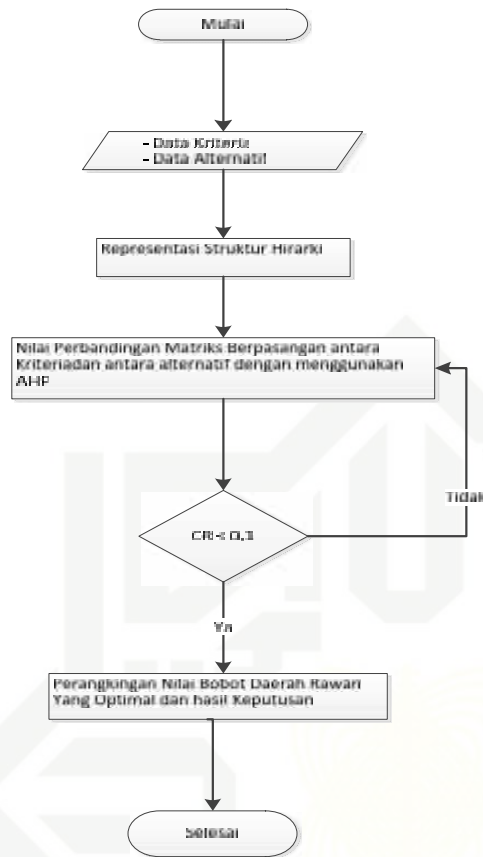 Mulai
- Data Kriteria
- Data Alternatif
Representasi Struktur Hirarki
Nilai Perbandingan Matriks Berpasangan antara
Kriteriadan antara alternatif dengan menggunakan
AHP
Tidak
CR < 0,1
Ya
Perangkingan Nilai Bobot Daerah Rawan
Yang Optimal dan hasil Keputusan
Selesai